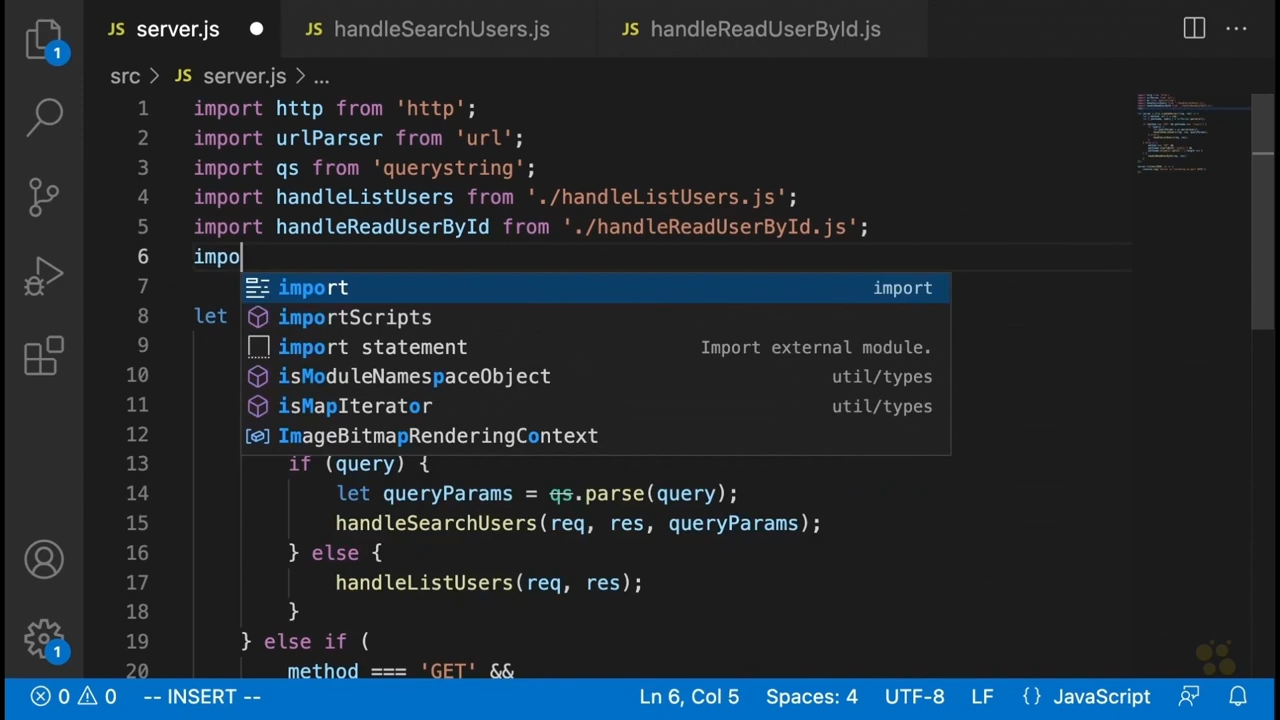 JS server.js JS handleSearchUsers.js JS handleReadUserById.js ...
1
src > JS server.js > ...
1 import http from 'http';
2 import urlParser from 'url';
3 import qs from 'querystring';
4 import handleListUsers from './handleListUsers.js';
5 import handleReadUserById from './handleReadUserById.js';
6 impo
7 import import
8 let importScripts
9 import statement Import external module.
10 isModuleNamespaceObject util/types
11 isMapIterator util/types
12 ImageBitmapRenderingContext
13 if (query) {
14 let queryParams = qs.parse(query);
15 handleSearchUsers(req, res, queryParams);
16 } else {
17 handleListUsers(req, res);
18 }
19 } else if (
20 method === 'GET' &&
1
0 0 -- INSERT -- Ln 6, Col 5 Spaces: 4 UTF-8 LF {} JavaScript